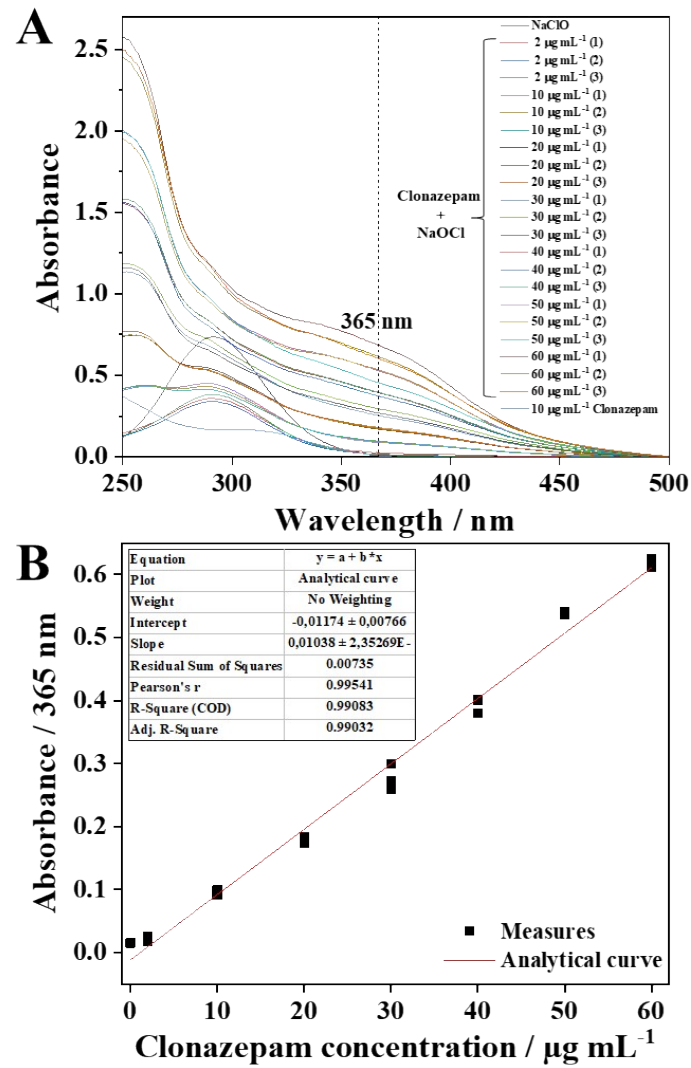 A
NaClO
2 µg mL⁻¹ (1)
2 µg mL⁻¹ (2)
2 µg mL⁻¹ (3)
10 µg mL⁻¹ (1)
10 µg mL⁻¹ (2)
10 µg mL⁻¹ (3)
20 µg mL⁻¹ (1)
20 µg mL⁻¹ (2)
20 µg mL⁻¹ (3)
30 µg mL⁻¹ (1)
30 µg mL⁻¹ (2)
30 µg mL⁻¹ (3)
40 µg mL⁻¹ (1)
40 µg mL⁻¹ (2)
40 µg mL⁻¹ (3)
50 µg mL⁻¹ (1)
50 µg mL⁻¹ (2)
50 µg mL⁻¹ (3)
60 µg mL⁻¹ (1)
60 µg mL⁻¹ (2)
60 µg mL⁻¹ (3)
10 µg mL⁻¹ Clonazepam
Clonazepam
+
NaOCl
365 nm
2.5
2.0
1.5
1.0
0.5
0.0
Absorbance
250 300 350 400 450 500
Wavelength / nm
B
Equation y = a + b*x
Plot Analytical curve
Weight No Weighting
Intercept -0,01174 ± 0,00766
Slope 0,01038 ± 2,35269E-
Residual Sum of Squares 0.00735
Pearson's r 0.99541
R-Square (COD) 0.99083
Adj. R-Square 0.99032
0.6
0.5
0.4
0.3
0.2
0.1
0.0
Absorbance / 365 nm
Measures
Analytical curve
0 10 20 30 40 50 60
Clonazepam concentration / µg mL⁻¹